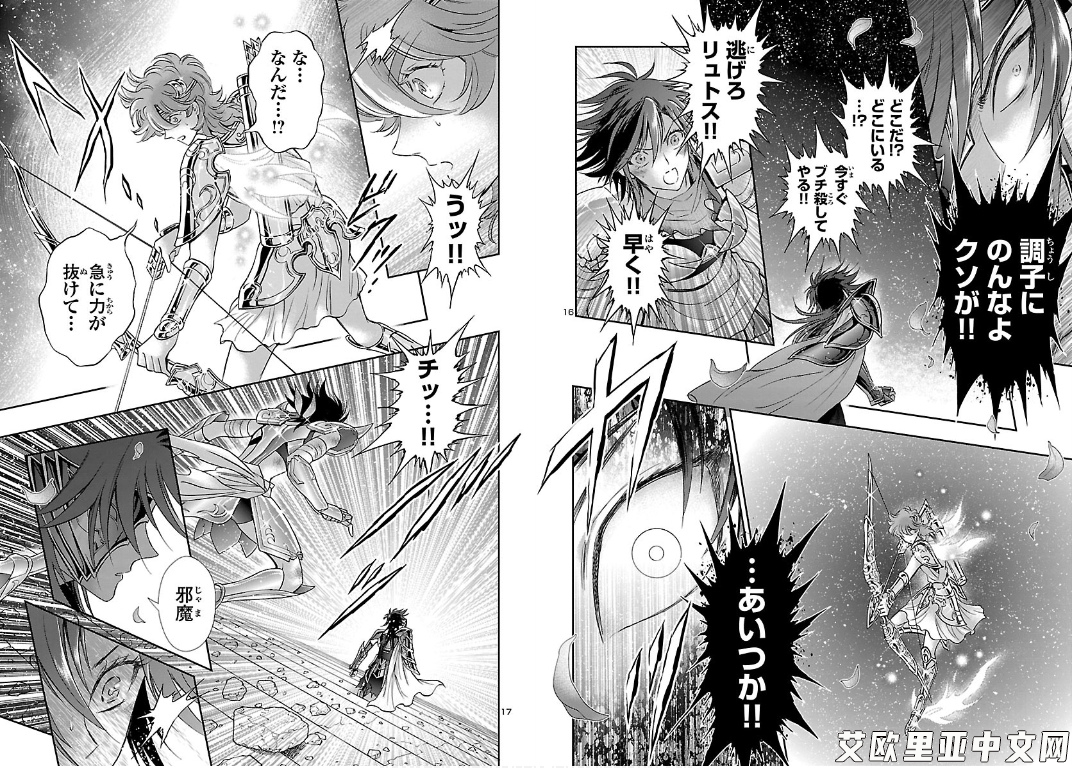 調子に
のんなよ
クソが!!
どこだ!?
どこにいる
…!?
今すぐ
ブチ殺して
やる!!
逃げろ
リュトス!!
早く!!
16
…あいつか!!
うッ!!
な…
なんだ…!?
急に力が
抜けて…
チッ…!!
邪魔
17
艾欧里亚中文网